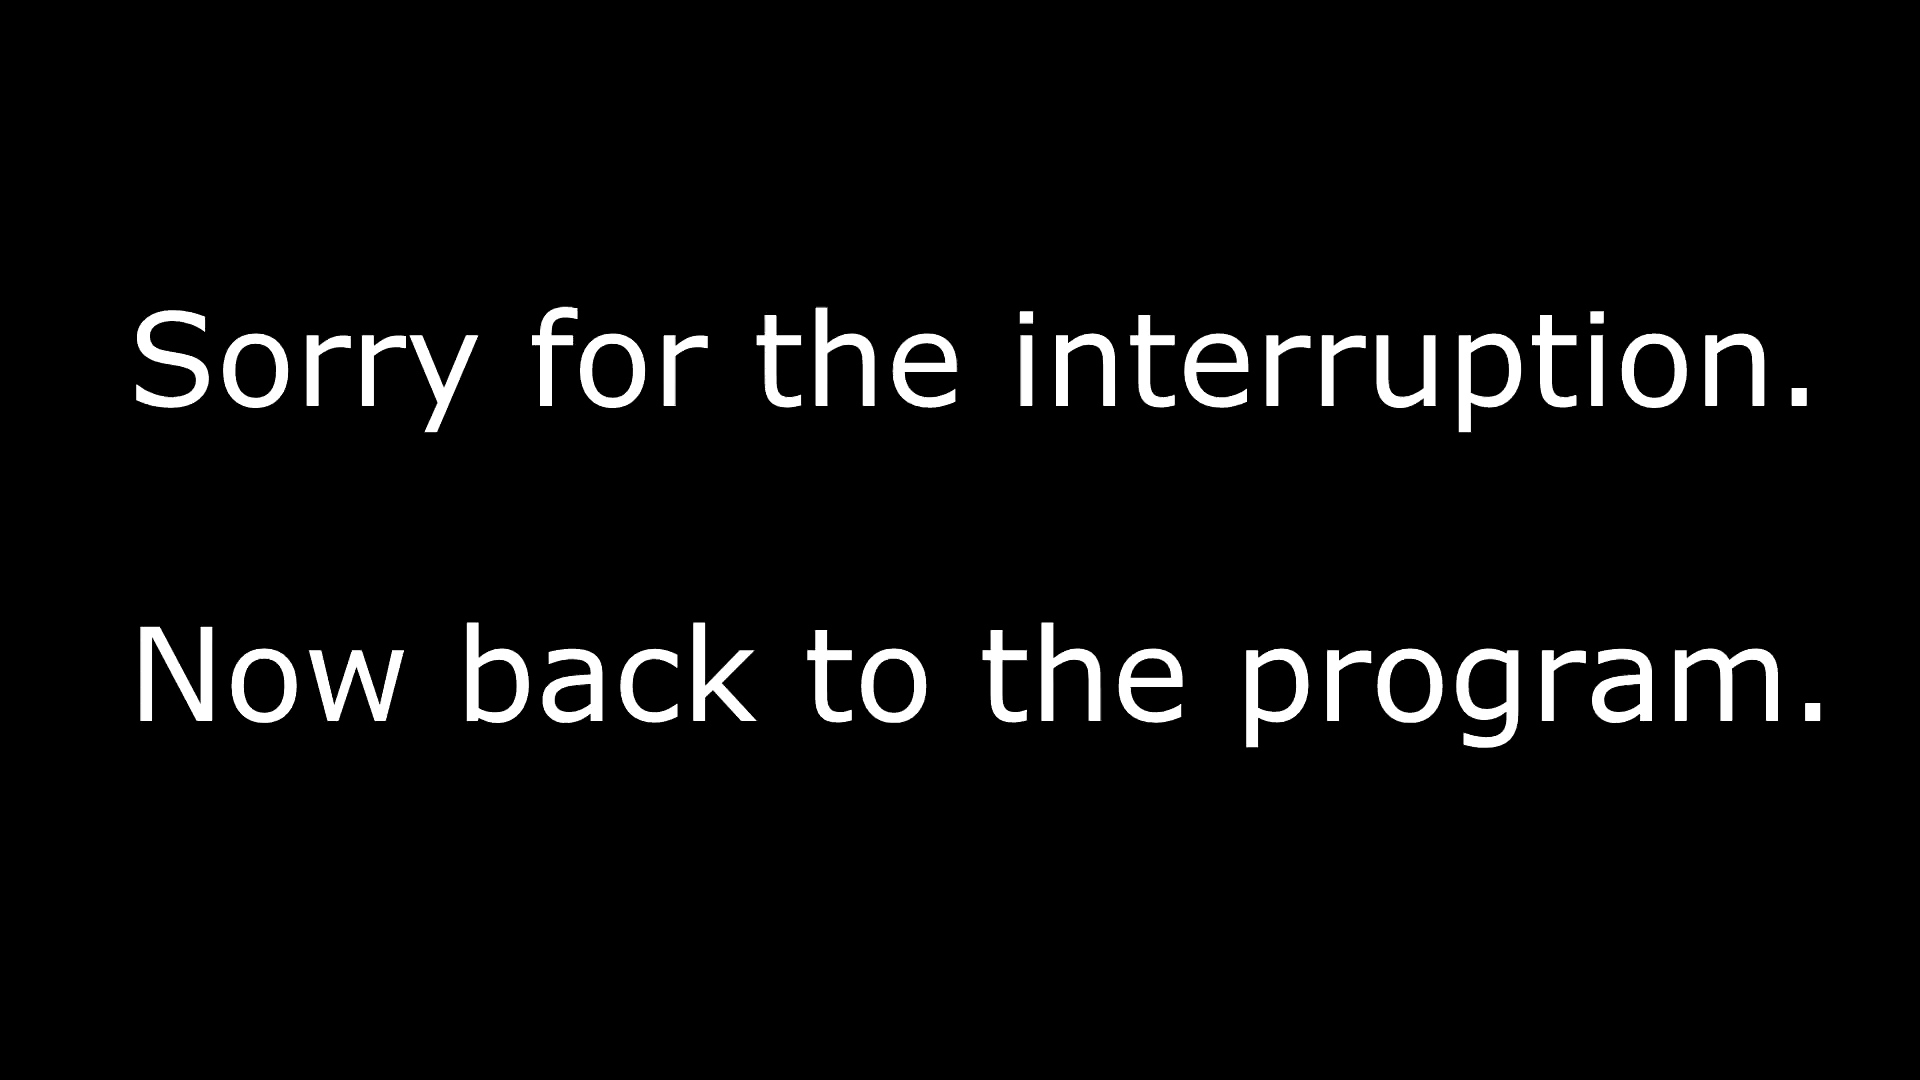 Sorry for the interruption.
Now back to the program.